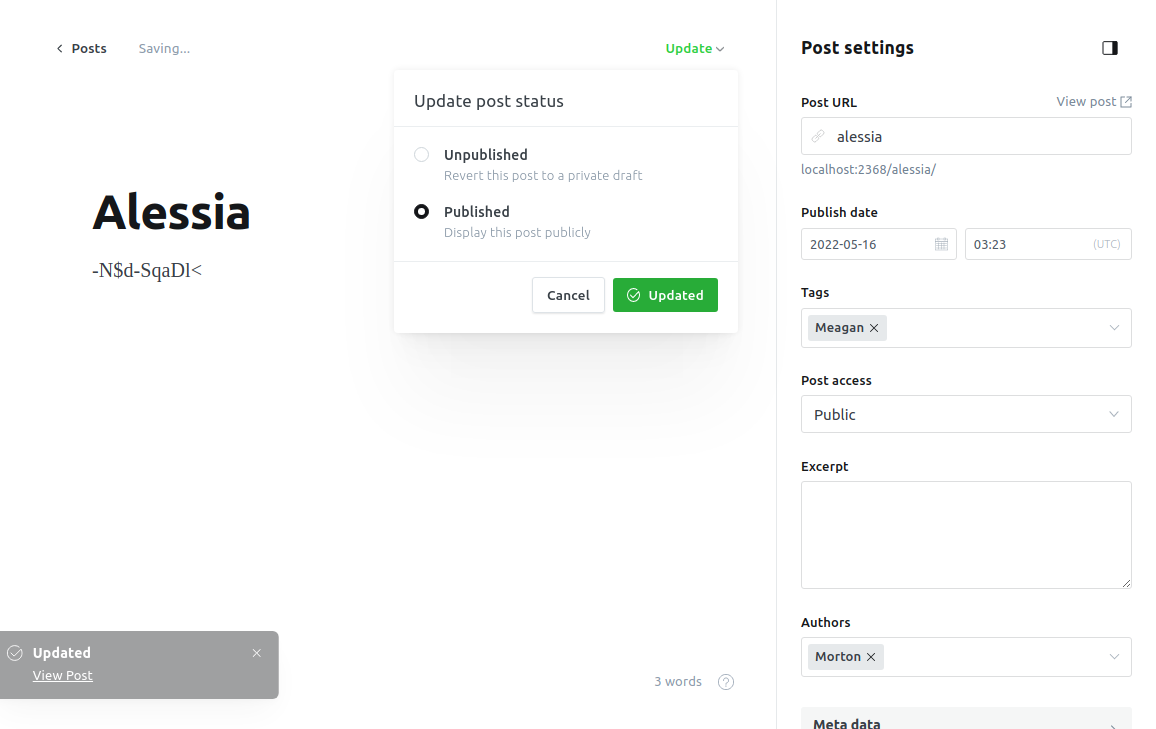 Posts
Saving...
Update
Update post status
Unpublished
Revert this post to a private draft
Published
Display this post publicly
Cancel
Updated
Alessia
-N$d-SqaDl<
Updated
View Post
3 words
?
Post settings
Post URL
View post
alessia
localhost:2368/alessia/
Publish date
2022-05-16
03:23
(UTC)
Tags
Meagan
Post access
Public
Excerpt
Authors
Morton
Meta data